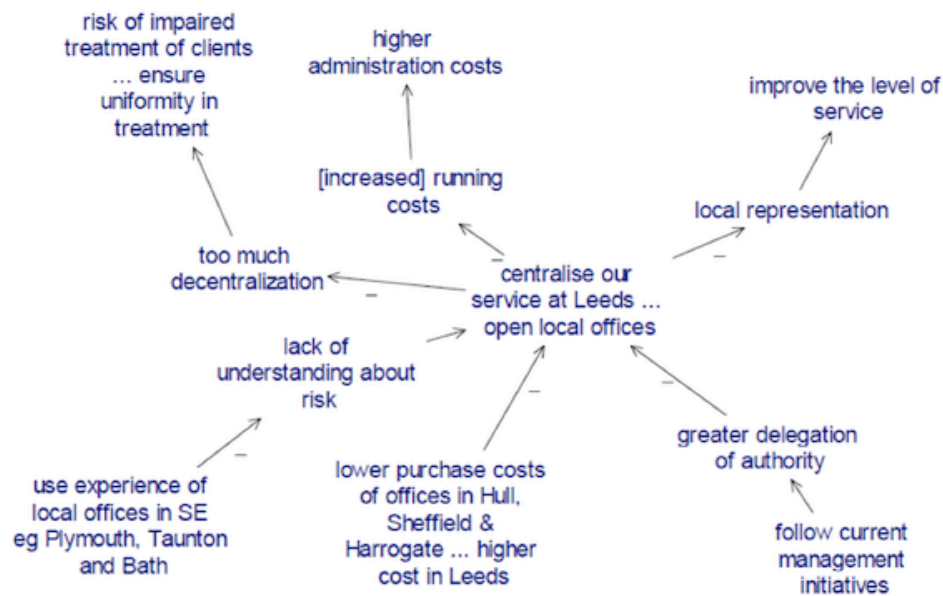 risk of impaired
treatment of clients
... ensure
uniformity in
treatment
higher
administration costs
improve the level of
service
[increased] running
costs
local representation
too much
decentralization
centralise our
service at Leeds ...
open local offices
lack of
understanding about
risk
greater delegation
of authority
use experience of
local offices in SE
eg Plymouth, Taunton
and Bath
lower purchase costs
of offices in Hull,
Sheffield &
Harrogate ... higher
cost in Leeds
follow current
management
initiatives